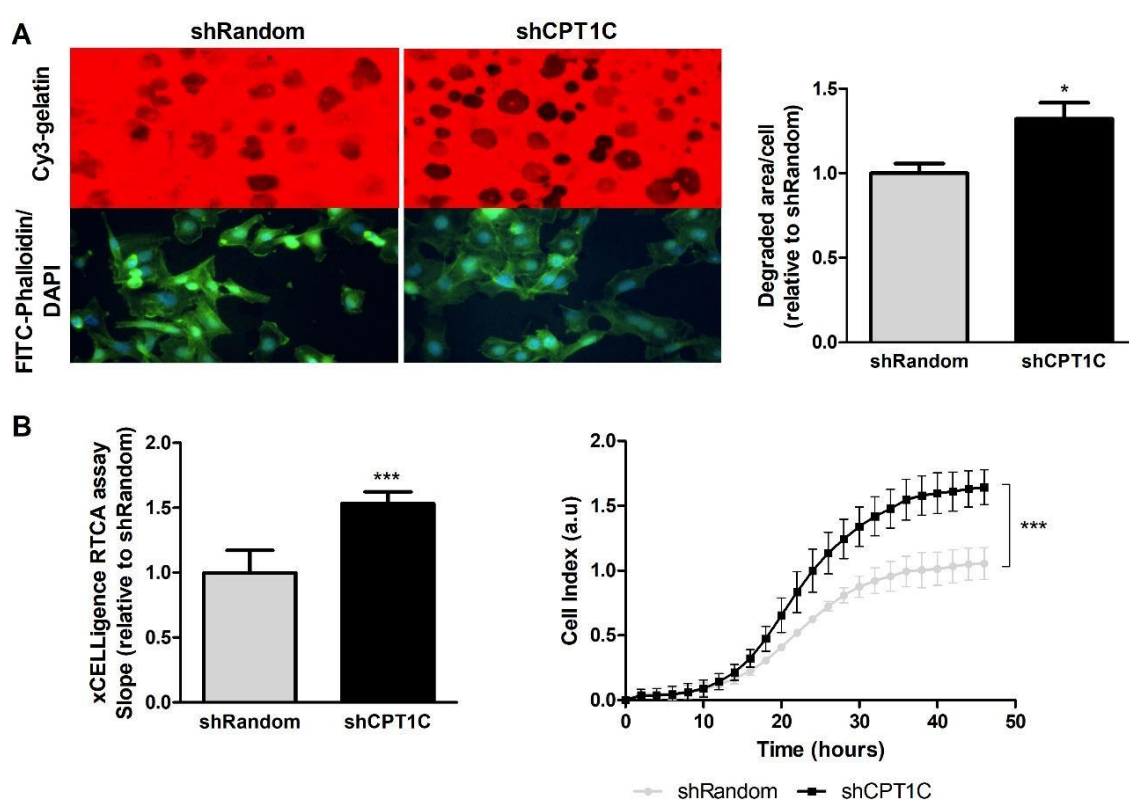 A
shRandom
shCPT1C
Cy3-gelatin
FITC-Phalloidin/
DAPI
Degraded area/cell
(relative to shRandom)
1.5
1.0
0.5
0.0
*
shRandom
shCPT1C
B
xCELLigence RTCA assay
Slope (relative to shRandom)
2.0
1.5
1.0
0.5
0.0
***
shRandom
shCPT1C
Cell Index (a.u)
2.0
1.5
1.0
0.5
0.0
***
0
10
20
30
40
50
Time (hours)
shRandom
shCPT1C